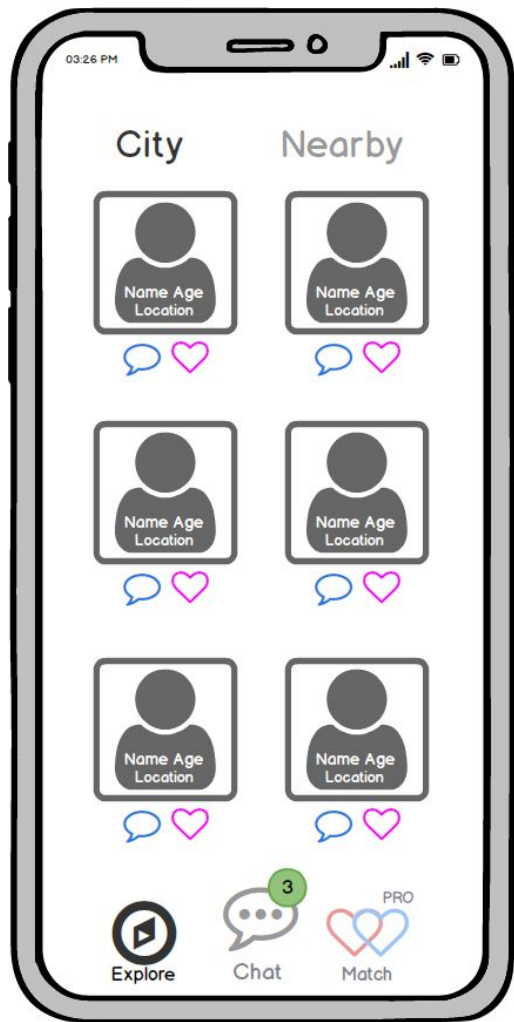 03:26 PM
City Nearby
Name Age Name Age
Location Location
Name Age Name Age
Location Location
Name Age Name Age
Location Location
3
PRO
Explore Chat Match